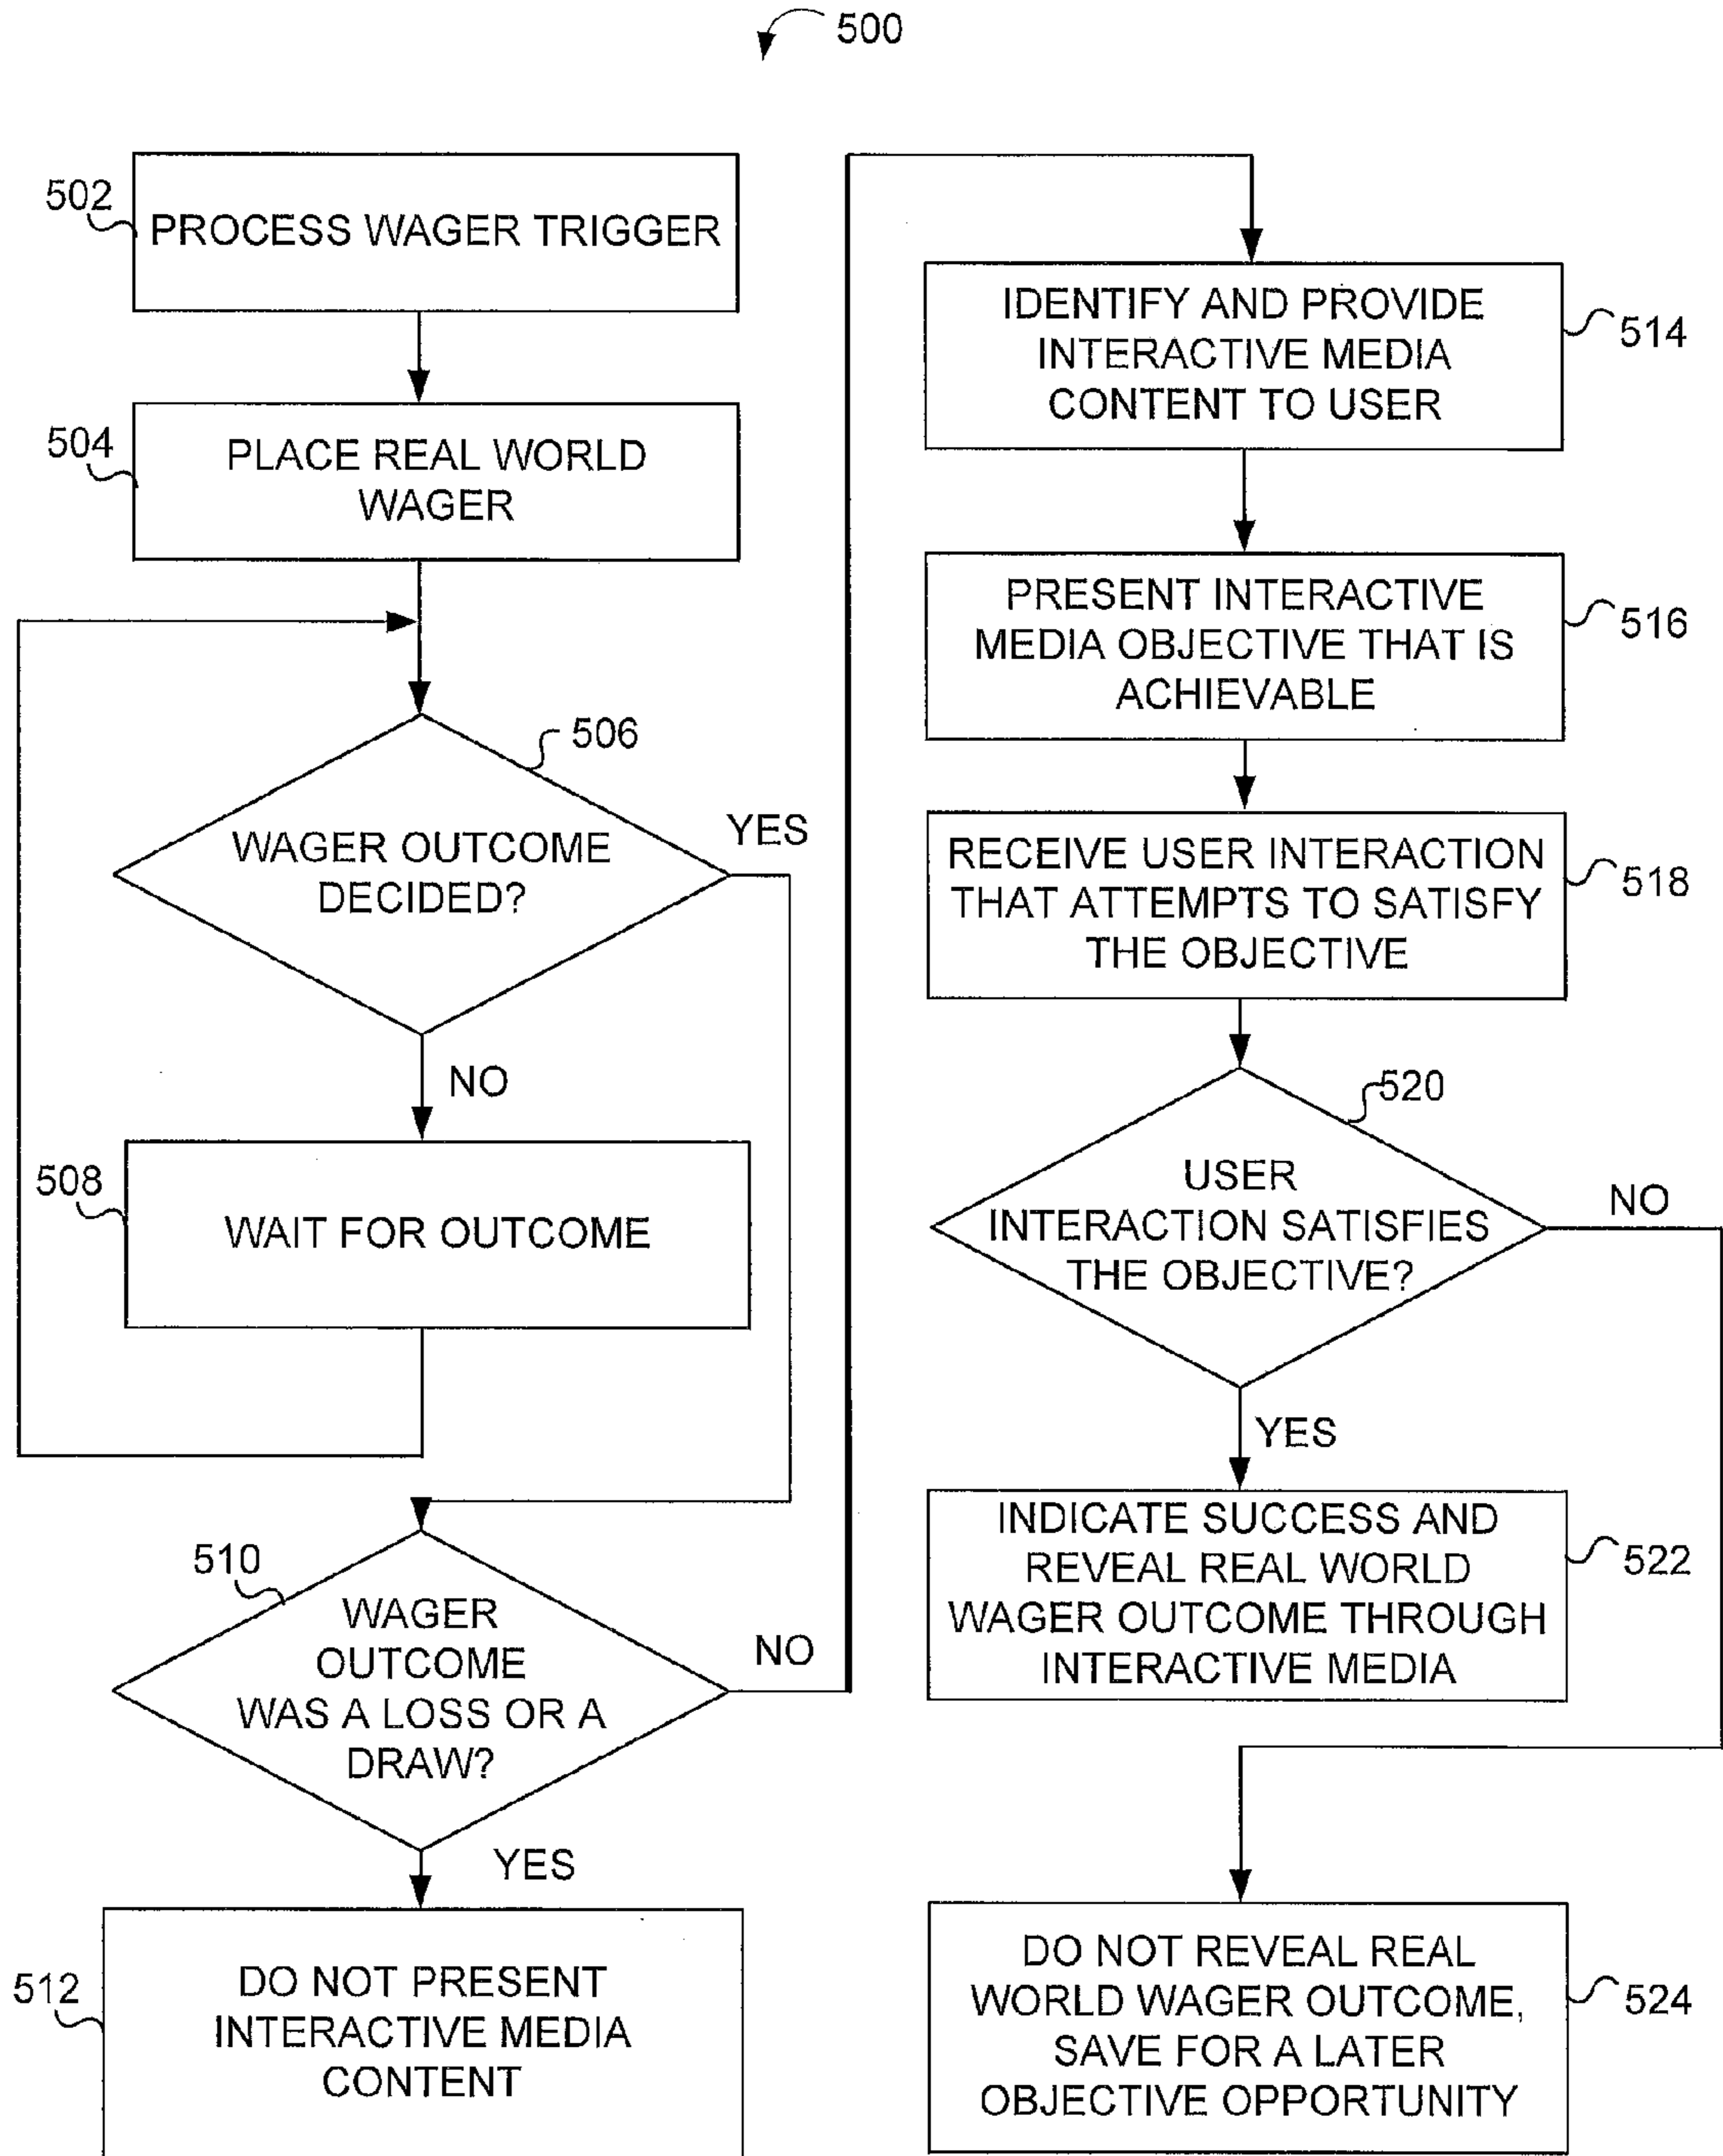 500
502
PROCESS WAGER TRIGGER
504
PLACE REAL WORLD
WAGER
506
WAGER OUTCOME
DECIDED?
YES
NO
508
WAIT FOR OUTCOME
510
WAGER
OUTCOME
WAS A LOSS OR A
DRAW?
NO
YES
512
DO NOT PRESENT
INTERACTIVE MEDIA
CONTENT
IDENTIFY AND PROVIDE
INTERACTIVE MEDIA
CONTENT TO USER
514
PRESENT INTERACTIVE
MEDIA OBJECTIVE THAT IS
ACHIEVABLE
516
RECEIVE USER INTERACTION
THAT ATTEMPTS TO SATISFY
THE OBJECTIVE
518
520
USER
INTERACTION SATISFIES
THE OBJECTIVE?
NO
YES
INDICATE SUCCESS AND
REVEAL REAL WORLD
WAGER OUTCOME THROUGH
INTERACTIVE MEDIA
522
DO NOT REVEAL REAL
WORLD WAGER OUTCOME,
SAVE FOR A LATER
OBJECTIVE OPPORTUNITY
524